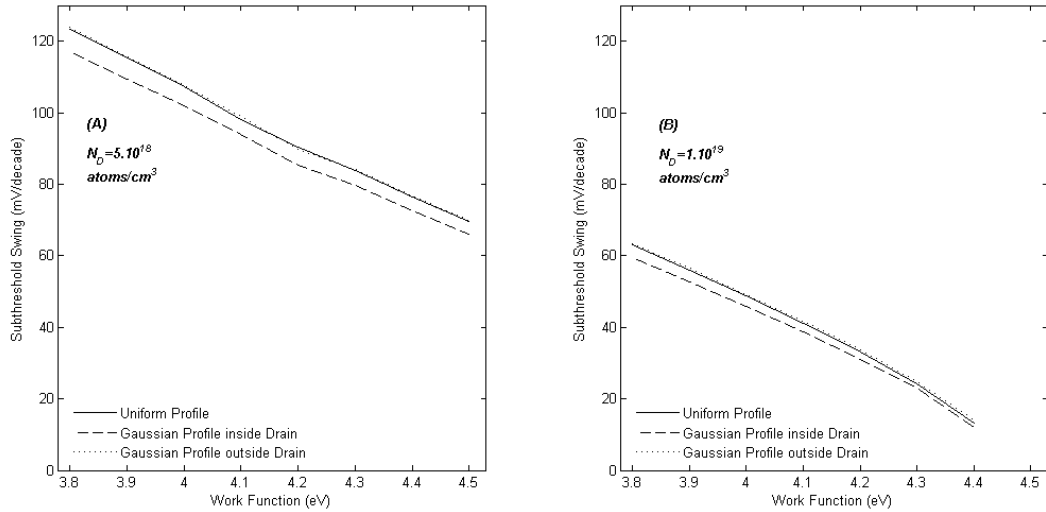 120
100
80
60
40
20
0
Subthreshold Swing (mV/decade)
(A)
N_D=5.10^18
atoms/cm^3
Uniform Profile
Gaussian Profile inside Drain
Gaussian Profile outside Drain
3.8 3.9 4 4.1 4.2 4.3 4.4 4.5
Work Function (eV)
120
100
80
60
40
20
0
Subthreshold Swing (mV/decade)
(B)
N_D=1.10^19
atoms/cm^3
Uniform Profile
Gaussian Profile inside Drain
Gaussian Profile outside Drain
3.8 3.9 4 4.1 4.2 4.3 4.4 4.5
Work Function (eV)